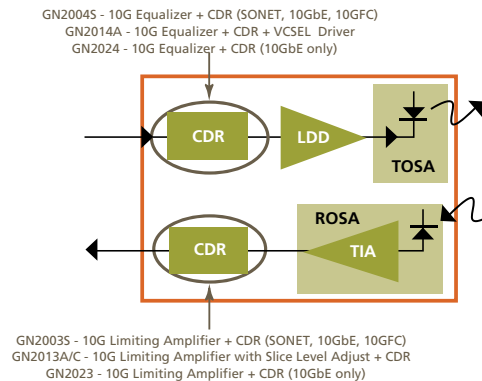 GN2004S - 10G Equalizer + CDR (SONET, 10GbE, 10GFC)
GN2014A - 10G Equalizer + CDR + VCSEL Driver
GN2024 - 10G Equalizer + CDR (10GbE only)
CDR
LDD
TOSA
ROSA
CDR
TIA
GN2003S - 10G Limiting Amplifier + CDR (SONET, 10GbE, 10GFC)
GN2013A/C - 10G Limiting Amplifier with Slice Level Adjust + CDR
GN2023 - 10G Limiting Amplifier + CDR (10GbE only)